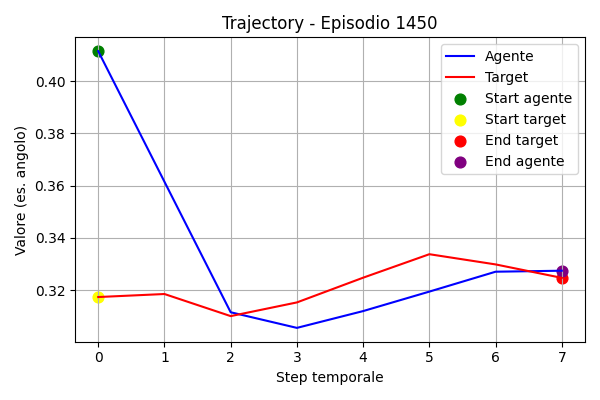 Trajectory - Episodio 1450
Valore (es. angolo)
0.40
0.38
0.36
0.34
0.32
Agente
Target
Start agente
Start target
End target
End agente
0 1 2 3 4 5 6 7
Step temporale